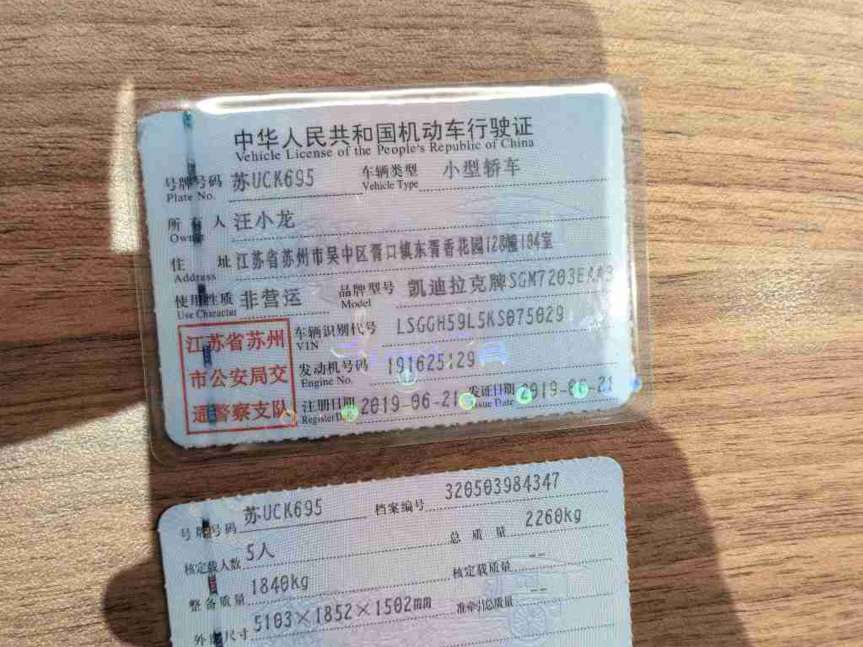 中华人民共和国机动车行驶证
Vehicle License of the People's Republic of China
号牌号码 苏UCK695 车辆类型 小型轿车
Plate No. Vehicle Type
所有人 汪小龙
Owner
住址 江苏省苏州市吴中区胥口镇东胥香花园128幢104室
Address
使用性质 非营运 品牌型号 凯迪拉克牌SGM7203EAA3
Use Character Model
江苏省苏州
市公安局交
通警察支队
车辆识别代号 LSGGH59L5KS075029
VIN
发动机号码 191625129
Engine No.
注册日期 2019-06-21 发证日期 2019-06-21
Register Date Issue Date
号牌号码 苏UCK695 档案编号 320503984347
核定载人数 5人 总质量 2260kg
整备质量 1840kg 核定载质量 --
外廓尺寸 5103×1852×1502mm 准牵引总质量 --